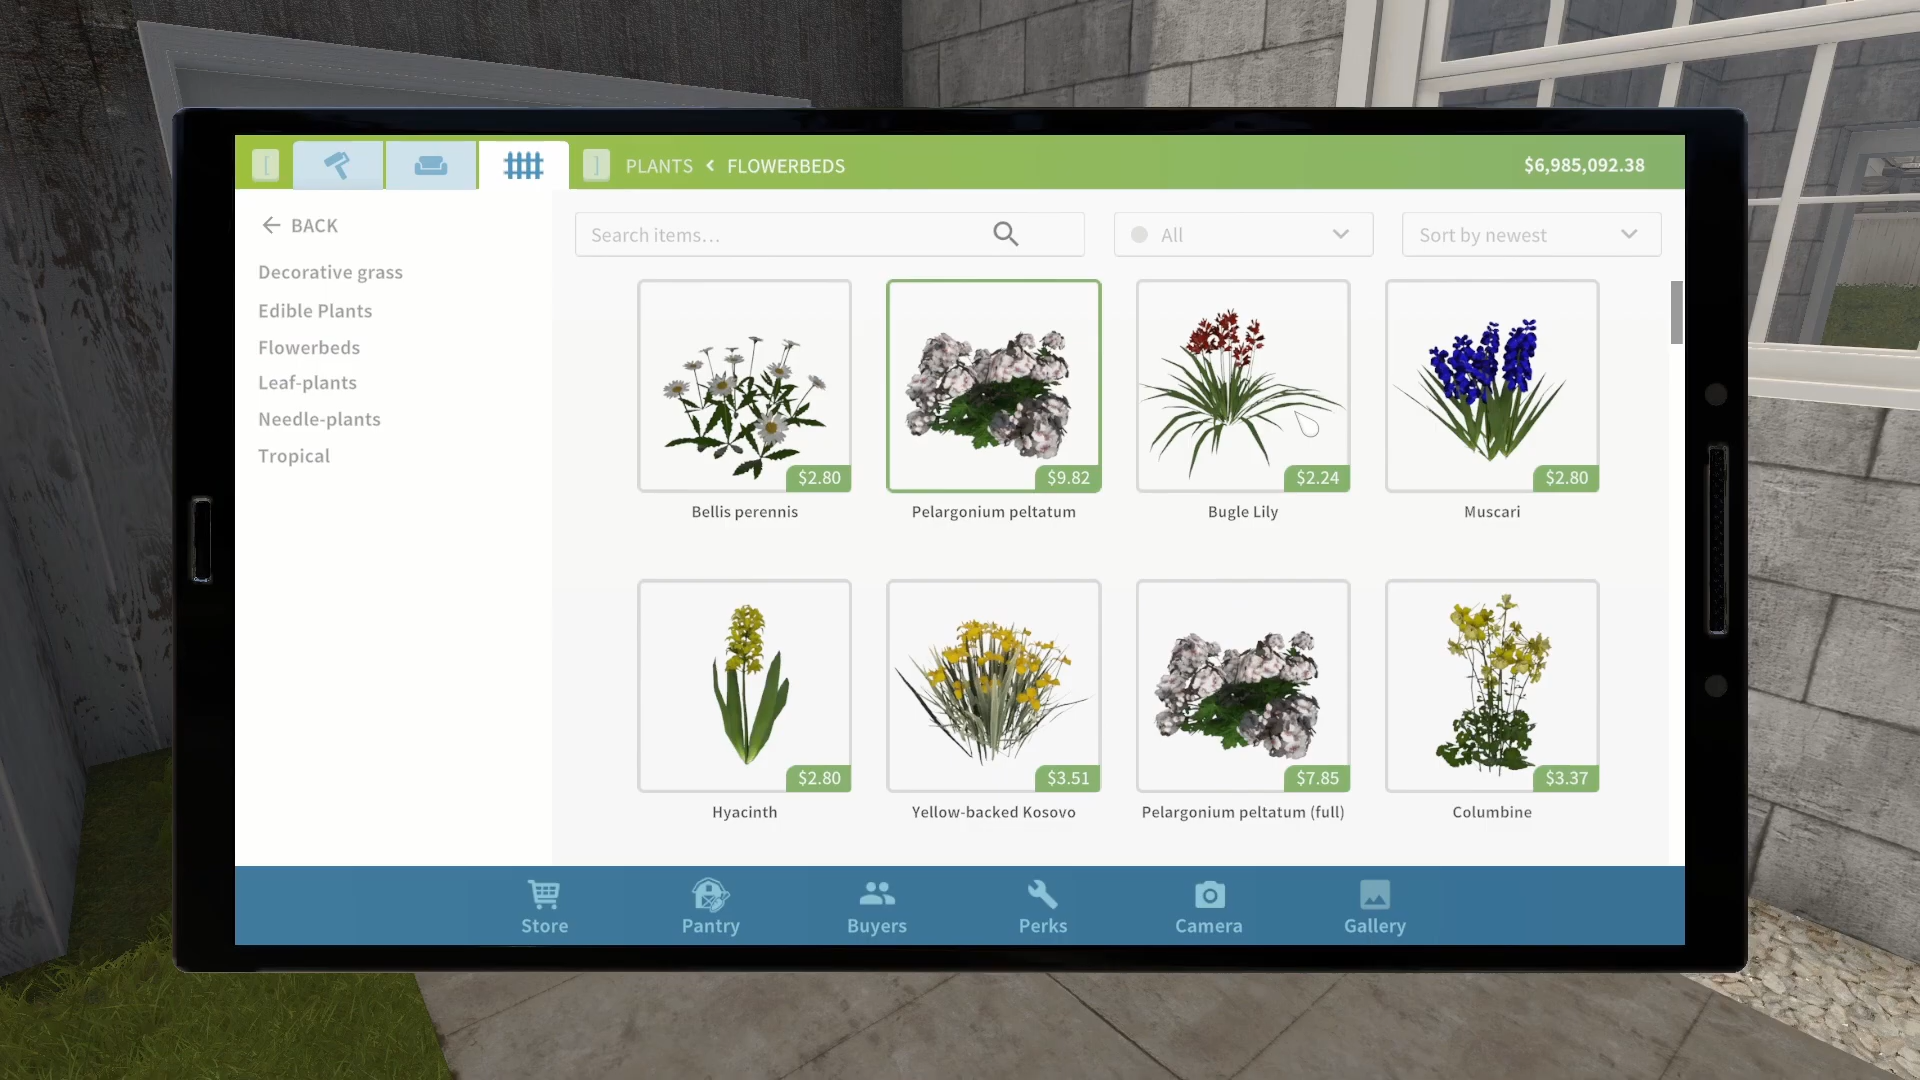 [
]
PLANTS < FLOWERBEDS
$6,985,092.38
BACK
Decorative grass
Edible Plants
Flowerbeds
Leaf-plants
Needle-plants
Tropical
Search items...
All
Sort by newest
$2.80
Bellis perennis
$9.82
Pelargonium peltatum
$2.24
Bugle Lily
$2.80
Muscari
$2.80
Hyacinth
$3.51
Yellow-backed Kosovo
$7.85
Pelargonium peltatum (full)
$3.37
Columbine
Store
Pantry
Buyers
Perks
Camera
Gallery